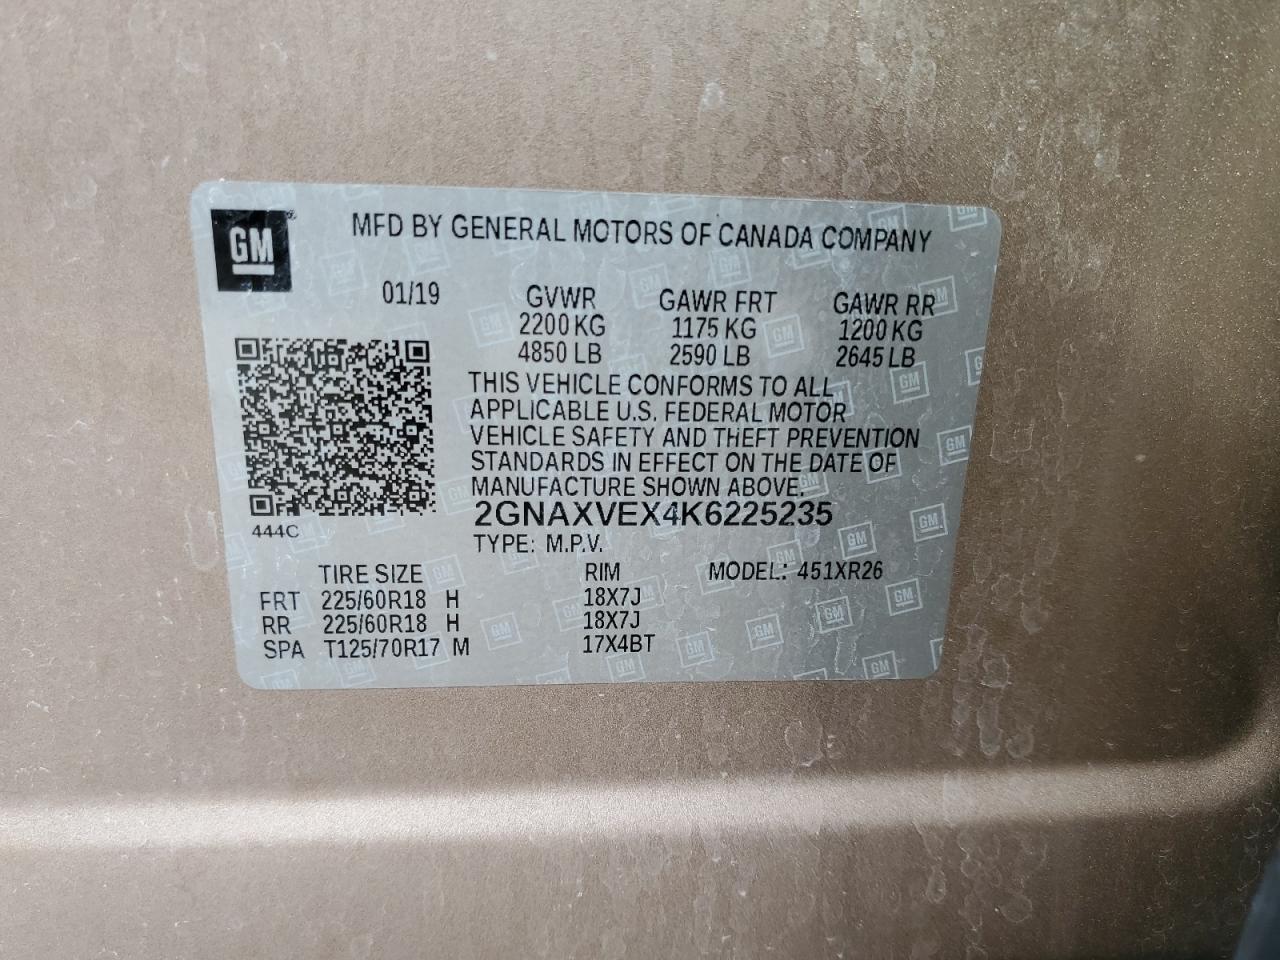 GM
MFD BY GENERAL MOTORS OF CANADA COMPANY
01/19 GVWR GAWR FRT GAWR RR
2200 KG 1175 KG 1200 KG
4850 LB 2590 LB 2645 LB
THIS VEHICLE CONFORMS TO ALL
APPLICABLE U.S. FEDERAL MOTOR
VEHICLE SAFETY AND THEFT PREVENTION
STANDARDS IN EFFECT ON THE DATE OF
MANUFACTURE SHOWN ABOVE.
2GNAXVEX4K6225235
444C
TYPE: M.P.V.
TIRE SIZE RIM MODEL: 451XR26
FRT 225/60R18 H 18X7J
RR 225/60R18 H 18X7J
SPA T125/70R17 M 17X4BT